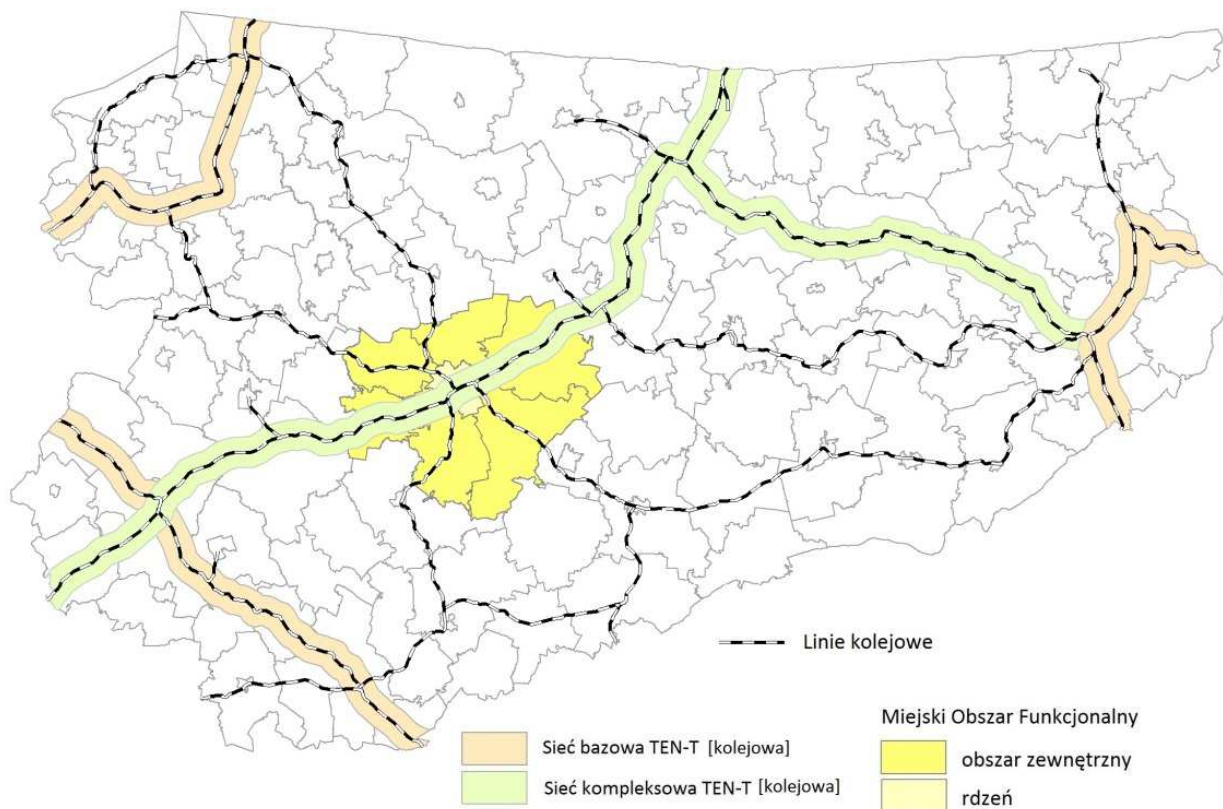 Linie kolejowe
Miejski Obszar Funkcjonalny
Sieć bazowa TEN-T [kolejowa]
obszar zewnętrzny
Sieć kompleksowa TEN-T [kolejowa]
rdzeń